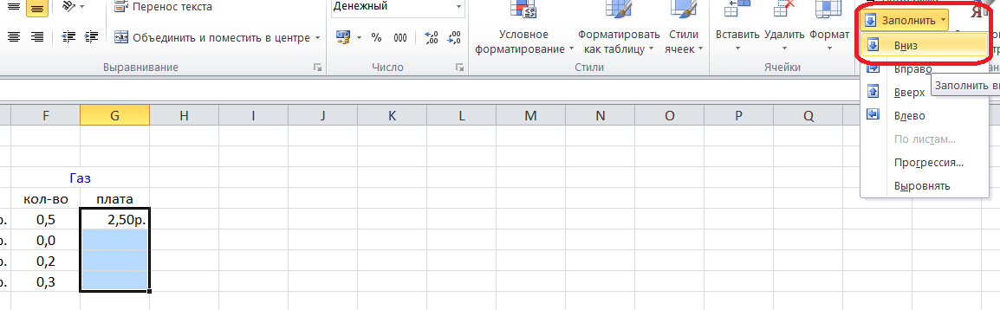 Перенос текста
Денежный
Заполнить
Объединить и поместить в центре
%
000
Условное форматирование
Форматировать как таблицу
Стили ячеек
Вставить
Удалить
Формат
Выравнивание
Число
Стили
Ячейки
Вниз
Вправо
Заполнить
Вверх
Влево
По листам...
Прогрессия...
Выровнять
F G H I J K L M N O P Q
Газ
кол-во плата
р. 0,5 2,50р.
р. 0,0
р. 0,2
р. 0,3